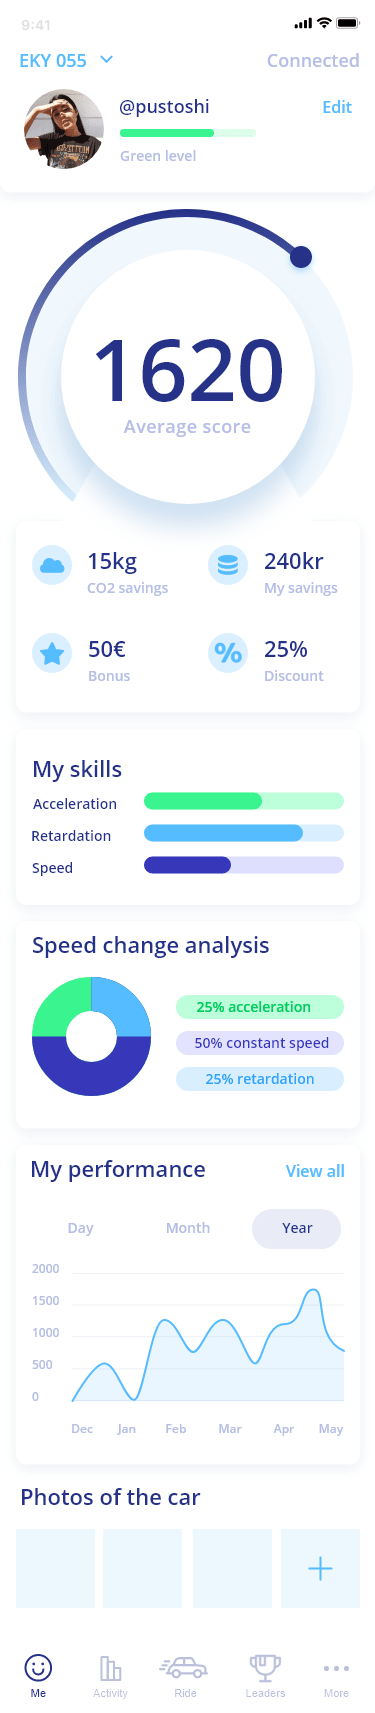 9:41
EKY 055
Connected
@pustoshi
Edit
Green level
1620
Average score
15kg
CO2 savings
240kr
My savings
50€
Bonus
%
25%
Discount
My skills
Acceleration
Retardation
Speed
Speed change analysis
25% acceleration
50% constant speed
25% retardation
My performance
View all
Day Month Year
2000
1500
1000
500
0
Dec Jan Feb Mar Apr May
Photos of the car
Me Activity Ride Leaders More